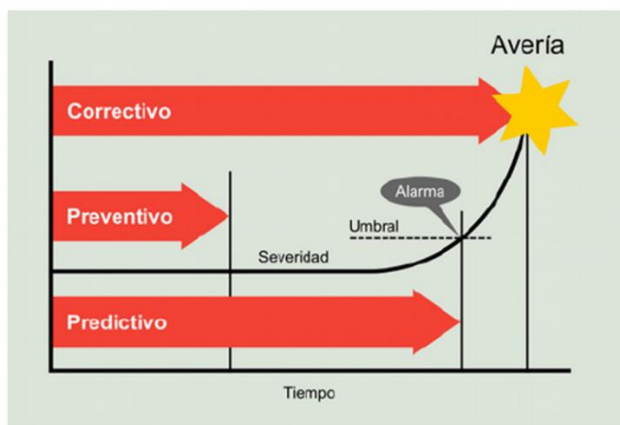 Avería
Correctivo
Alarma
Preventivo
Umbral
Severidad
Predictivo
Tiempo